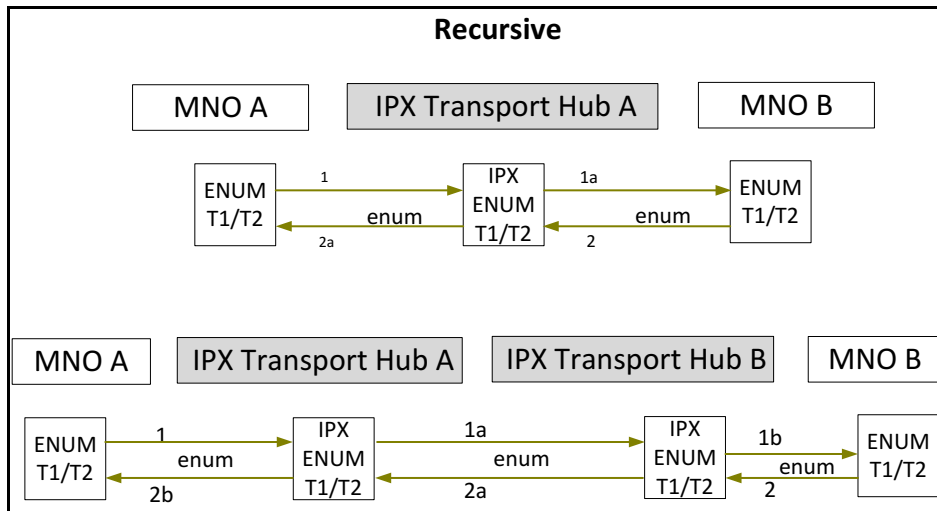 Recursive
MNO A
IPX Transport Hub A
MNO B
ENUM
T1/T2
1
enum
2a
IPX
ENUM
T1/T2
1a
enum
2
ENUM
T1/T2
MNO A
IPX Transport Hub A
IPX Transport Hub B
MNO B
ENUM
T1/T2
1
enum
2b
IPX
ENUM
T1/T2
1a
enum
2a
IPX
ENUM
T1/T2
1b
enum
2
ENUM
T1/T2